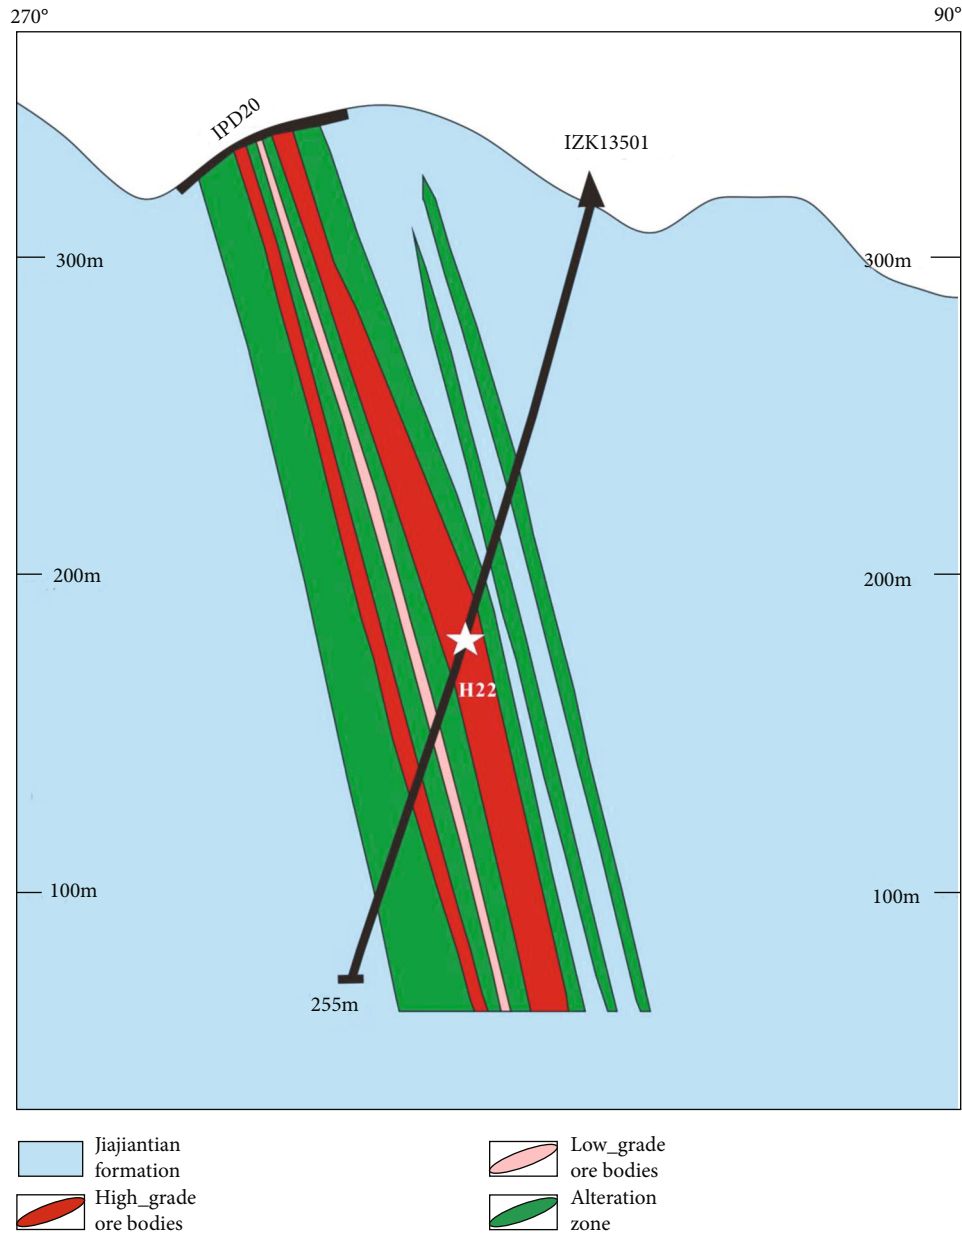 270°
90°
IPD20
IZK13501
300m
300m
200m
200m
H22
100m
100m
255m
Jiajiantian
formation
Low_grade
ore bodies
High_grade
ore bodies
Alteration
zone